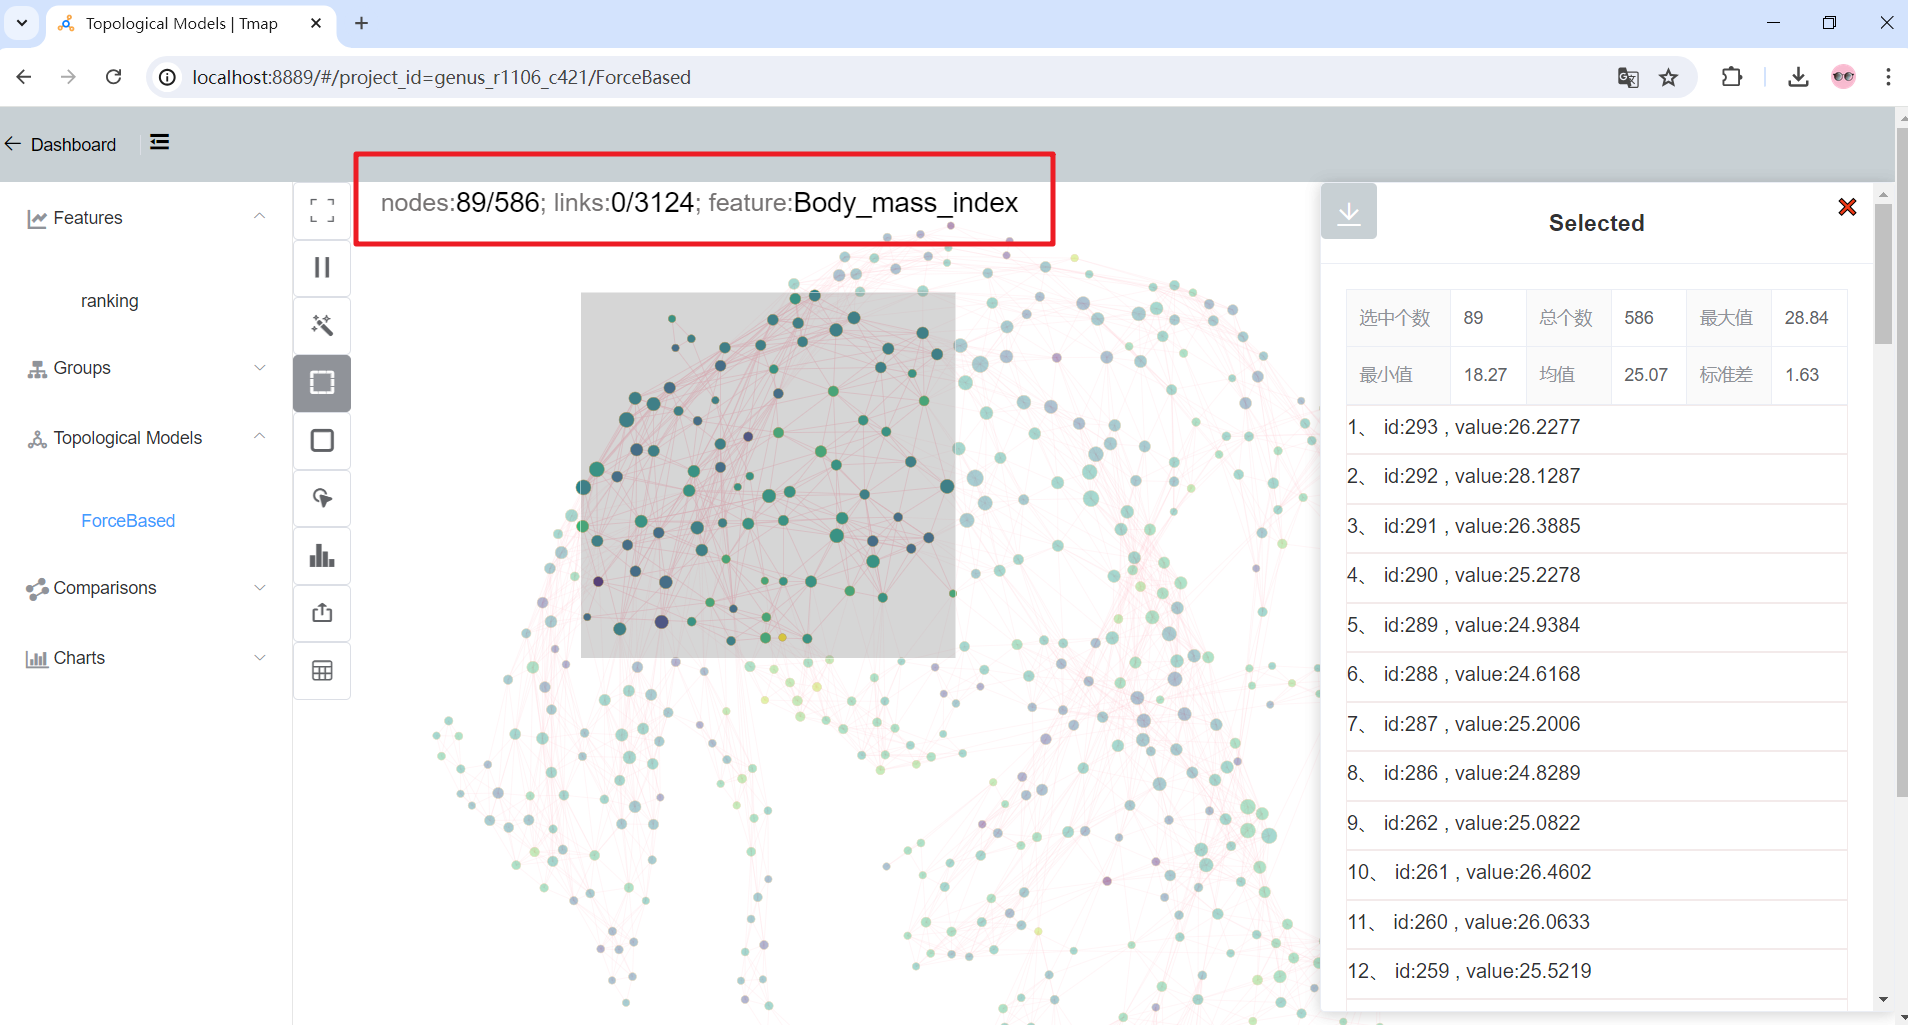 Topological Models | Tmap
localhost:8889/#/project_id=genus_r1106_c421/ForceBased
Dashboard
Features
ranking
Groups
Topological Models
ForceBased
Comparisons
Charts
nodes:89/586; links:0/3124; feature:Body_mass_index
Selected
选中个数 89 总个数 586 最大值 28.84
最小值 18.27 均值 25.07 标准差 1.63
1、 id:293 , value:26.2277
2、 id:292 , value:28.1287
3、 id:291 , value:26.3885
4、 id:290 , value:25.2278
5、 id:289 , value:24.9384
6、 id:288 , value:24.6168
7、 id:287 , value:25.2006
8、 id:286 , value:24.8289
9、 id:262 , value:25.0822
10、 id:261 , value:26.4602
11、 id:260 , value:26.0633
12、 id:259 , value:25.5219